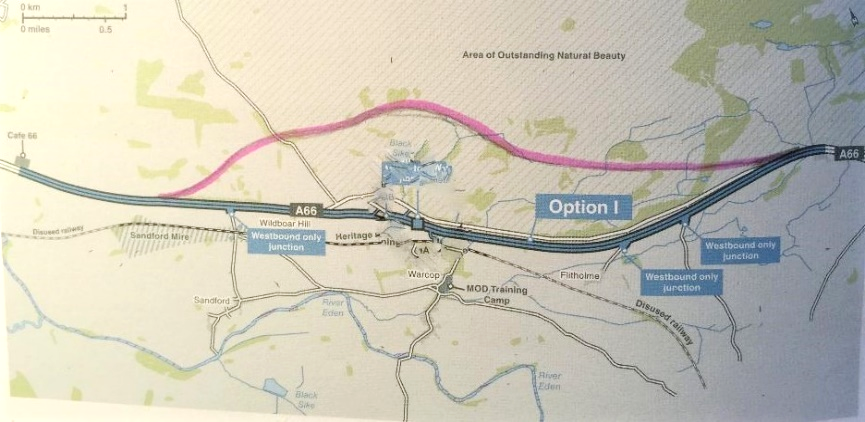 0 km 1
0 miles 0.5
Area of Outstanding Natural Beauty
Cafe 66
Black
Sike
A66
A66
Option I
Wildboar Hill
Disused railway
Sandford Mire
Westbound only
junction
Heritage
Westbound only
junction
Warcop
Flitholme
Westbound only
junction
MOD Training
Camp
Sandford
River
Eden
Disused railway
River
Eden
Black
Sike